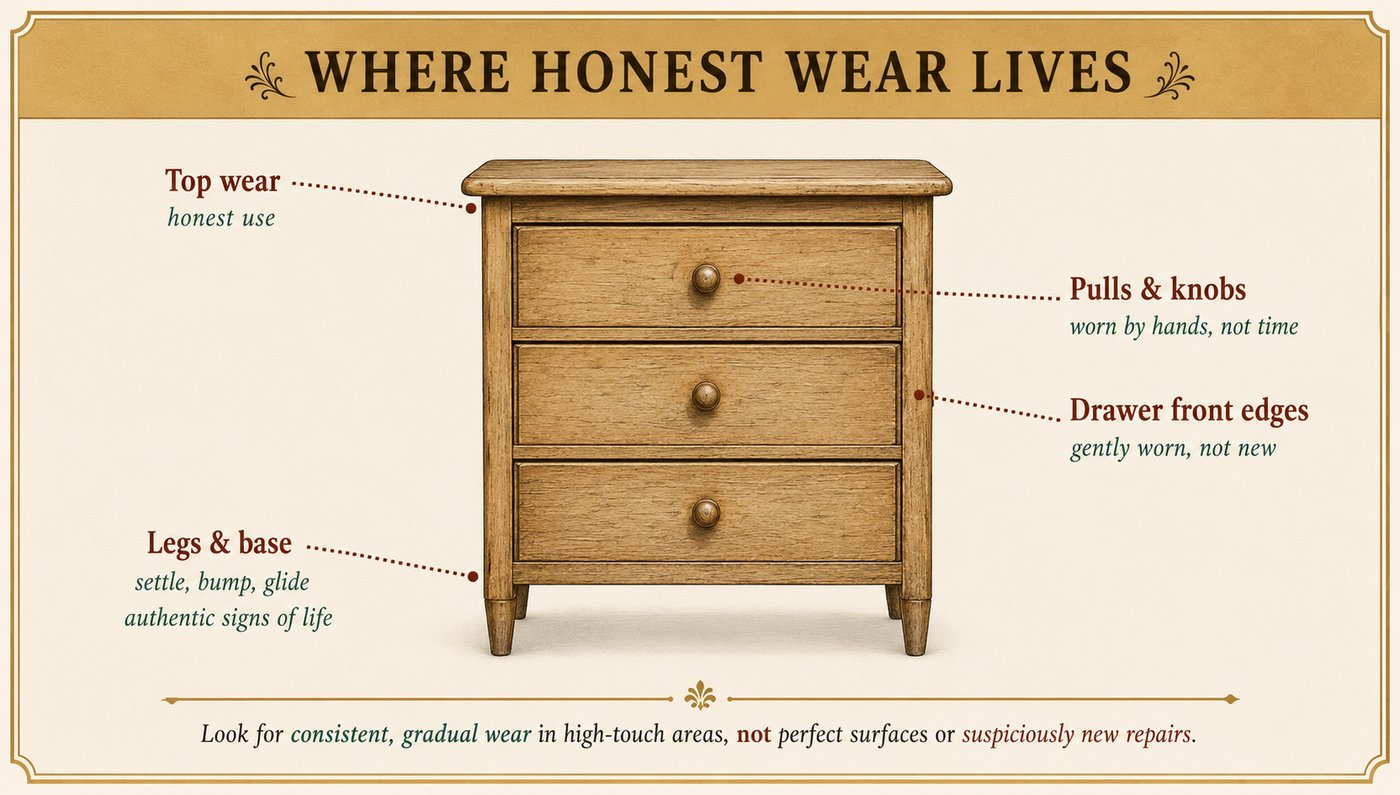 WHERE HONEST WEAR LIVES
Top wear
honest use
Pulls & knobs
worn by hands, not time
Drawer front edges
gently worn, not new
Legs & base
settle, bump, glide
authentic signs of life
Look for consistent, gradual wear in high-touch areas, not perfect surfaces or suspiciously new repairs.